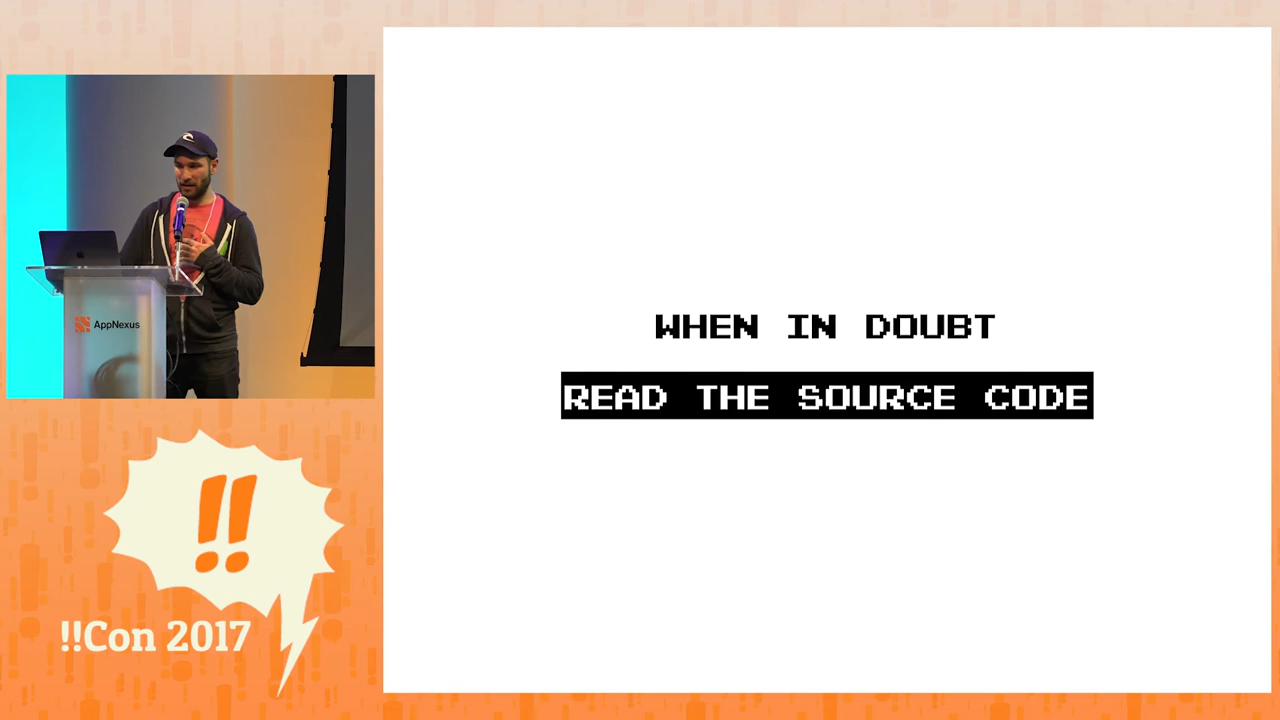 WHEN IN DOUBT
READ THE SOURCE CODE
AppNexus
!!
!!Con 2017